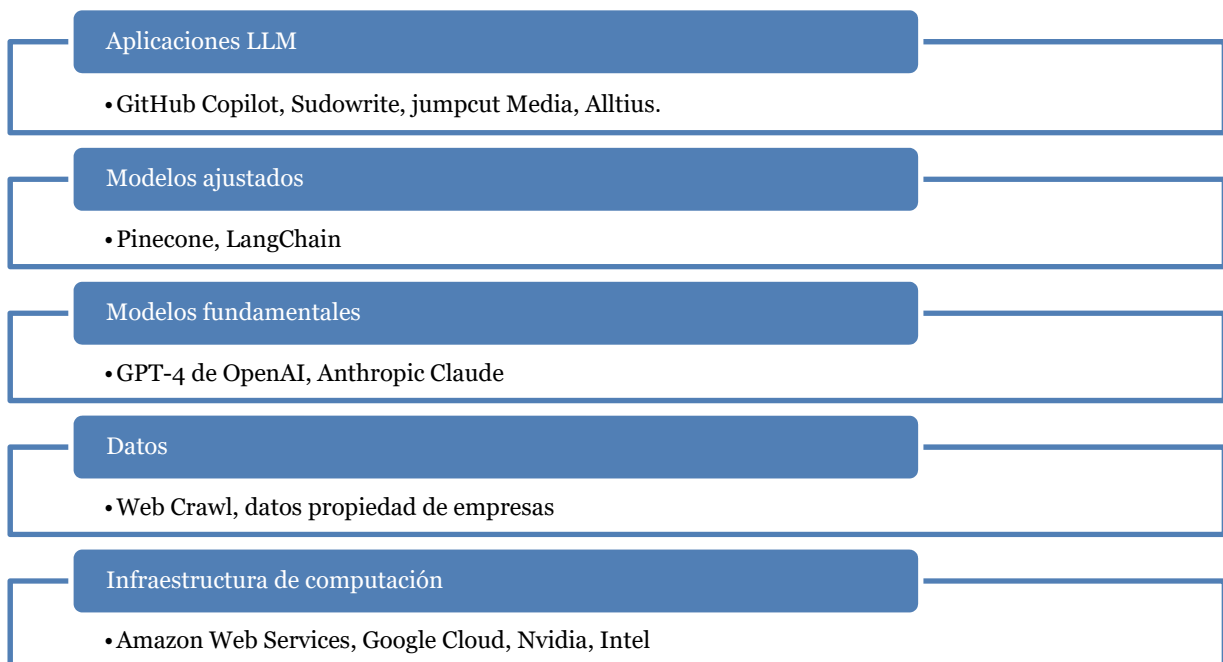 Aplicaciones LLM
•GitHub Copilot, Sudowrite, jumpcut Media, Alltius.
Modelos ajustados
•Pinecone, LangChain
Modelos fundamentales
•GPT-4 de OpenAI, Anthropic Claude
Datos
•Web Crawl, datos propiedad de empresas
Infraestructura de computación
•Amazon Web Services, Google Cloud, Nvidia, Intel